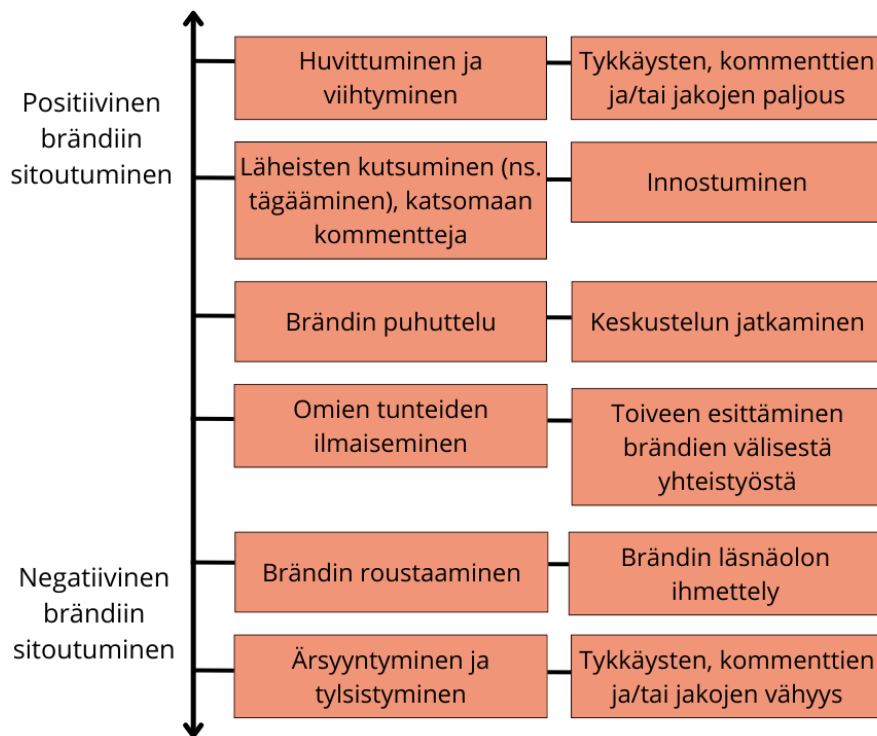 Positiivinen
brändiin
sitoutuminen
Huvittuminen ja
viihtyminen
Tykkäysten, kommenttien
ja/tai jakojen paljous
Läheisten kutsuminen (ns.
tägääminen), katsomaan
kommentteja
Innostuminen
Brändin puhuttelu
Keskustelun jatkaminen
Omien tunteiden
ilmaiseminen
Toiveen esittäminen
brändien välisestä
yhteistyöstä
Negatiivinen
brändiin
sitoutuminen
Brändin roustaaminen
Brändin läsnäolon
ihmettely
Ärsyyntyminen ja
tylsistyminen
Tykkäysten, kommenttien
ja/tai jakojen vähyys